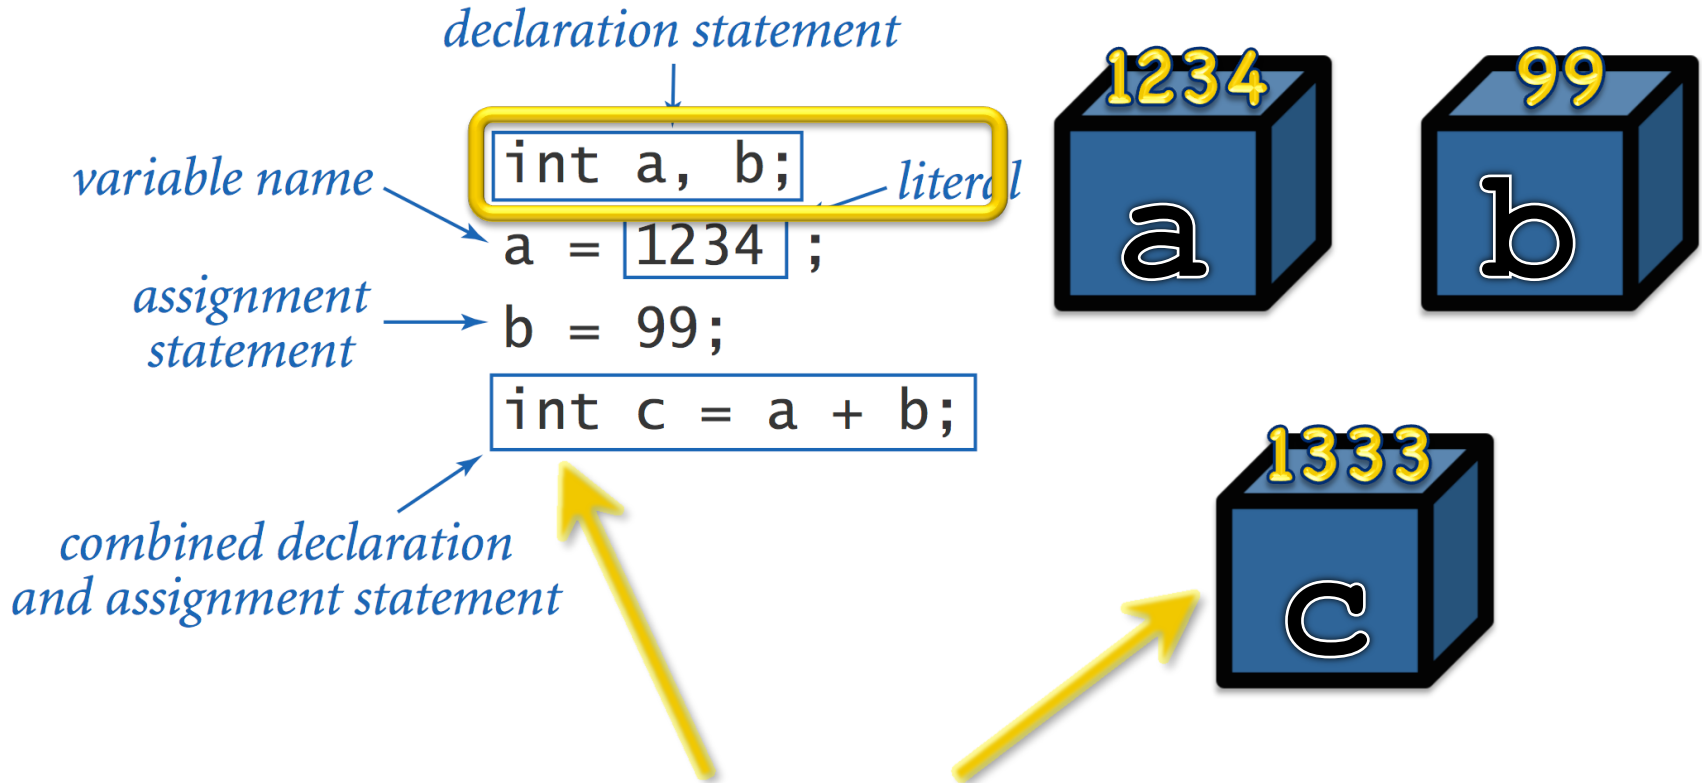 declaration statement
int a, b;
variable name
literal
a = 1234 ;
assignment
statement
b = 99;
int c = a + b;
combined declaration
and assignment statement
1234
a
99
b
1333
c